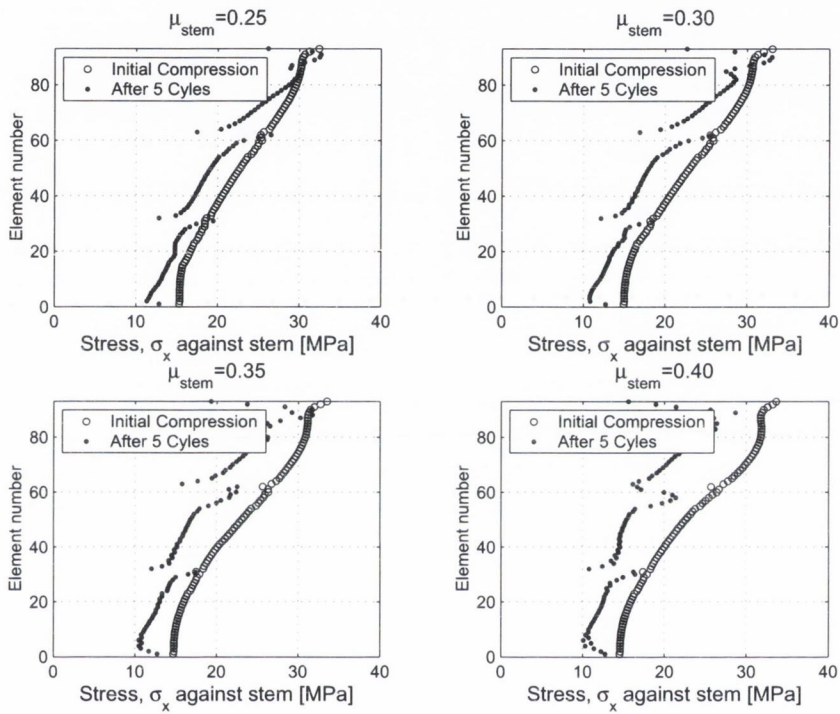 μstem=0.25
Initial Compression
After 5 Cyles
Element number
80
60
40
20
0
0 10 20 30 40
Stress, σx against stem [MPa]
μstem=0.30
Initial Compression
After 5 Cyles
Element number
80
60
40
20
0
0 10 20 30 40
Stress, σx against stem [MPa]
μstem=0.35
Initial Compression
After 5 Cyles
Element number
80
60
40
20
0
0 10 20 30 40
Stress, σx against stem [MPa]
μstem=0.40
Initial Compression
After 5 Cyles
Element number
80
60
40
20
0
0 10 20 30 40
Stress, σx against stem [MPa]